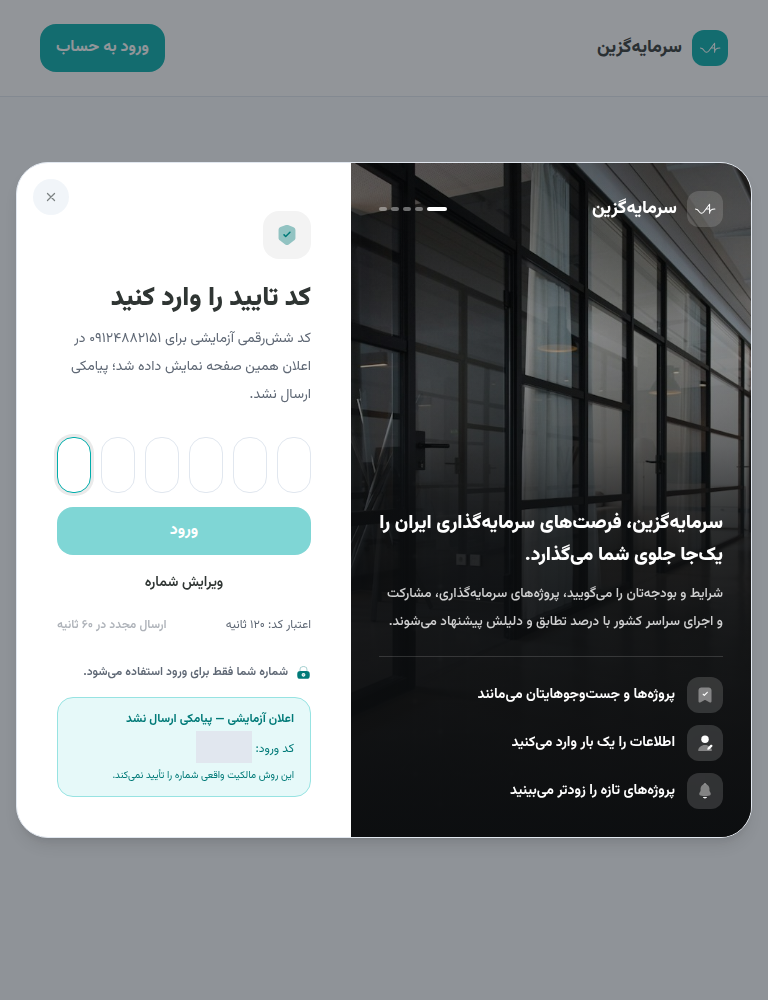 سرمایه‌گزین
ورود به حساب
سرمایه‌گزین
سرمایه‌گزین، فرصت‌های سرمایه‌گذاری ایران را
یک‌جا جلوی شما می‌گذارد.
شرایط و بودجه‌تان را می‌گویید، پروژه‌های سرمایه‌گذاری، مشارکت
و اجرای سراسر کشور با درصد تطابق و دلیلش پیشنهاد می‌شوند.
پروژه‌ها و جست‌وجوهایتان می‌مانند
اطلاعات را یک بار وارد می‌کنید
پروژه‌های تازه را زودتر می‌بینید
کد تایید را وارد کنید
کد شش‌رقمی آزمایشی برای ۰۹۱۲۴۸۸۲۱۵۱ در
اعلان همین صفحه نمایش داده شد؛ پیامکی
ارسال نشد.
ورود
ویرایش شماره
اعتبار کد: ۱۲۰ ثانیه
ارسال مجدد در ۶۰ ثانیه
شماره شما فقط برای ورود استفاده می‌شود.
اعلان آزمایشی — پیامکی ارسال نشد
کد ورود:
این روش مالکیت واقعی شماره را تأیید نمی‌کند.